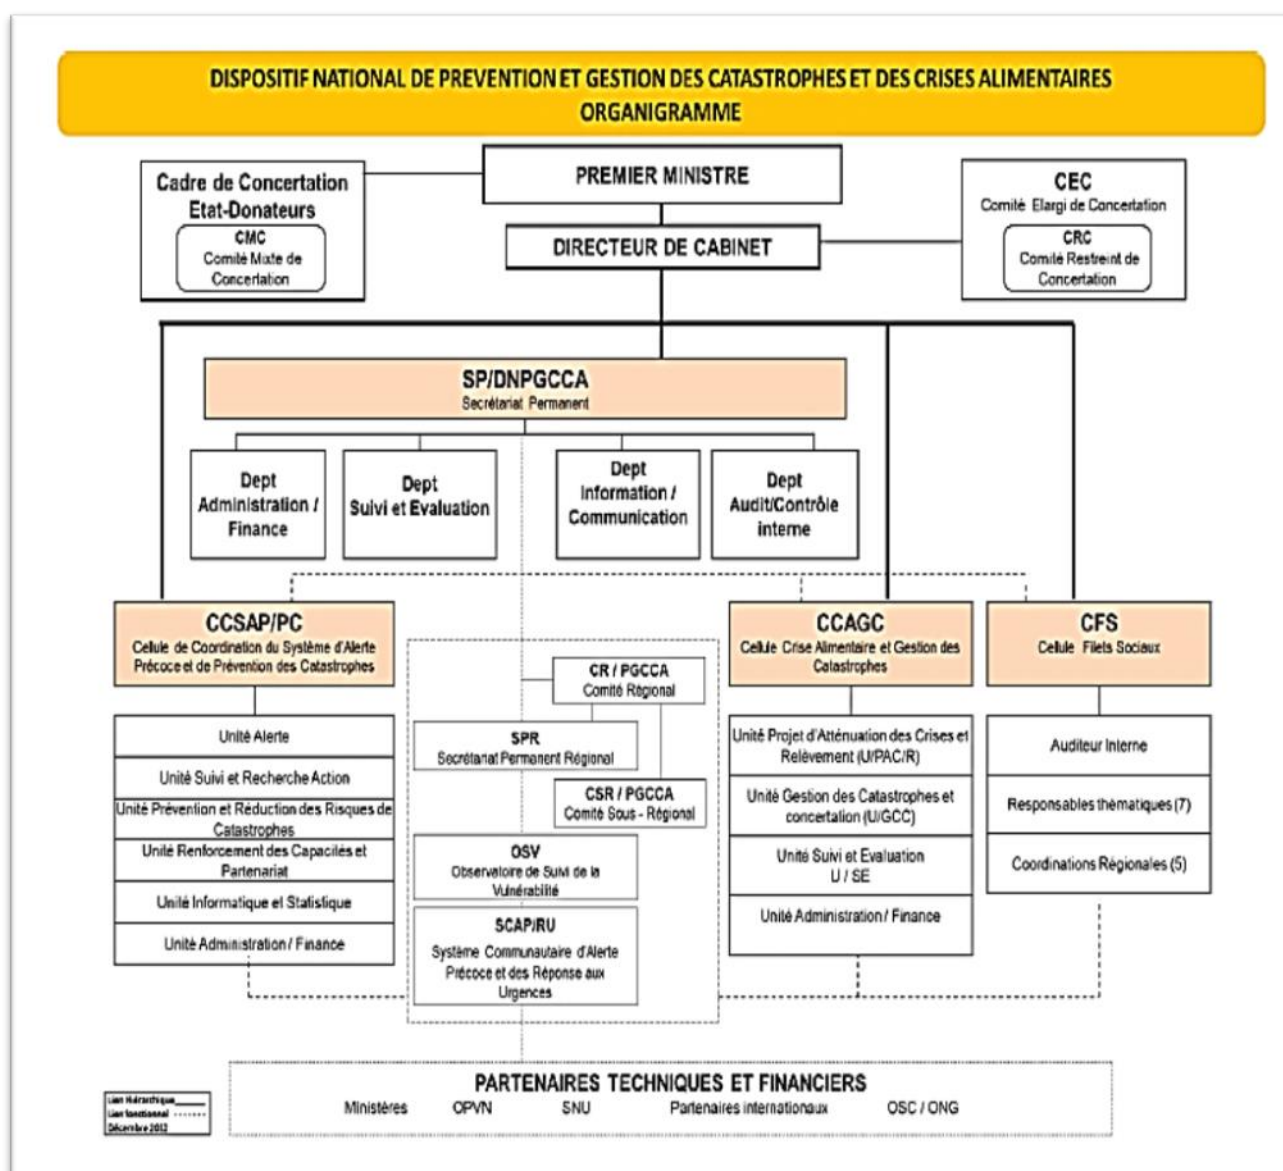 DISPOSITIF NATIONAL DE PREVENTION ET GESTION DES CATASTROPHES ET DES CRISES ALIMENTAIRES
ORGANIGRAMME
Cadre de Concertation
Etat-Donateurs
CMC
Comité Mixte de
Concertation
PREMIER MINISTRE
DIRECTEUR DE CABINET
CEC
Comité Elargi de Concertation
CRC
Comité Restreint de
Concertation
SP/DNPGCCA
Secrétariat Permanent
Dept
Administration /
Finance
Dept
Suivi et Evaluation
Dept
Information /
Communication
Dept
Audit/Contrôle
interne
CCSAP/PC
Cellule de Coordination du Système d'Alerte
Précoce et de Prévention des Catastrophes
Unité Alerte
Unité Suivi et Recherche Action
Unité Prévention et Réduction des Risques de
Catastrophes
Unité Renforcement des Capacités et
Partenariat
Unité Informatique et Statistique
Unité Administration / Finance
CR / PGCCA
Comité Régional
SPR
Secrétariat Permanent Régional
CSR / PGCCA
Comité Sous - Régional
OSV
Observatoire de Suivi de la
Vulnérabilité
SCAP/RU
Système Communautaire d'Alerte
Précoce et des Réponse aux
Urgences
CCAGC
Cellule Crise Alimentaire et Gestion des
Catastrophes
Unité Projet d'Atténuation des Crises et
Relèvement (U/PAC/R)
Unité Gestion des Catastrophes et
concertation (U/GCC)
Unité Suivi et Evaluation
U / SE
Unité Administration / Finance
CFS
Cellule Filets Sociaux
Auditeur Interne
Responsables thématiques (7)
Coordinations Régionales (5)
PARTENAIRES TECHNIQUES ET FINANCIERS
Ministères OPVN SNU Partenaires internationaux OSC / ONG
Lien Hiérarchique
Lien fonctionnel
Décembre 2012